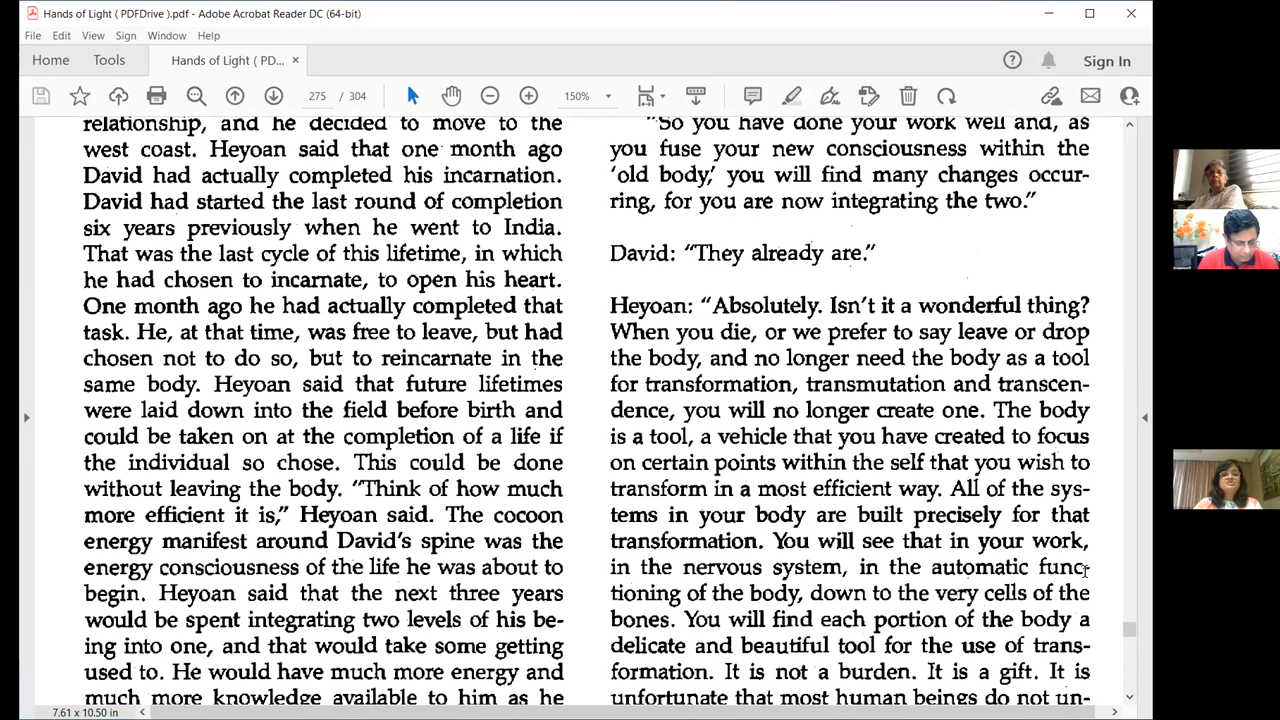 Hands of Light ( PDFDrive ).pdf - Adobe Acrobat Reader DC (64-bit)
File Edit View Sign Window Help
Home Tools Hands of Light ( PD... × Sign In
275 / 304 150%
relationship, and he decided to move to the
west coast. Heyoan said that one month ago
David had actually completed his incarnation.
David had started the last round of completion
six years previously when he went to India.
That was the last cycle of this lifetime, in which
he had chosen to incarnate, to open his heart.
One month ago he had actually completed that
task. He, at that time, was free to leave, but had
chosen not to do so, but to reincarnate in the
same body. Heyoan said that future lifetimes
were laid down into the field before birth and
could be taken on at the completion of a life if
the individual so chose. This could be done
without leaving the body. "Think of how much
more efficient it is," Heyoan said. The cocoon
energy manifest around David's spine was the
energy consciousness of the life he was about to
begin. Heyoan said that the next three years
would be spent integrating two levels of his be-
ing into one, and that would take some getting
used to. He would have much more energy and
much more knowledge available to him as he
"So you have done your work well and, as
you fuse your new consciousness within the
'old body,' you will find many changes occur-
ring, for you are now integrating the two."
David: "They already are."
Heyoan: "Absolutely. Isn't it a wonderful thing?
When you die, or we prefer to say leave or drop
the body, and no longer need the body as a tool
for transformation, transmutation and transcen-
dence, you will no longer create one. The body
is a tool, a vehicle that you have created to focus
on certain points within the self that you wish to
transform in a most efficient way. All of the sys-
tems in your body are built precisely for that
transformation. You will see that in your work,
in the nervous system, in the automatic func-
tioning of the body, down to the very cells of the
bones. You will find each portion of the body a
delicate and beautiful tool for the use of trans-
formation. It is not a burden. It is a gift. It is
unfortunate that most human beings do not un-
7.61 x 10.50 in